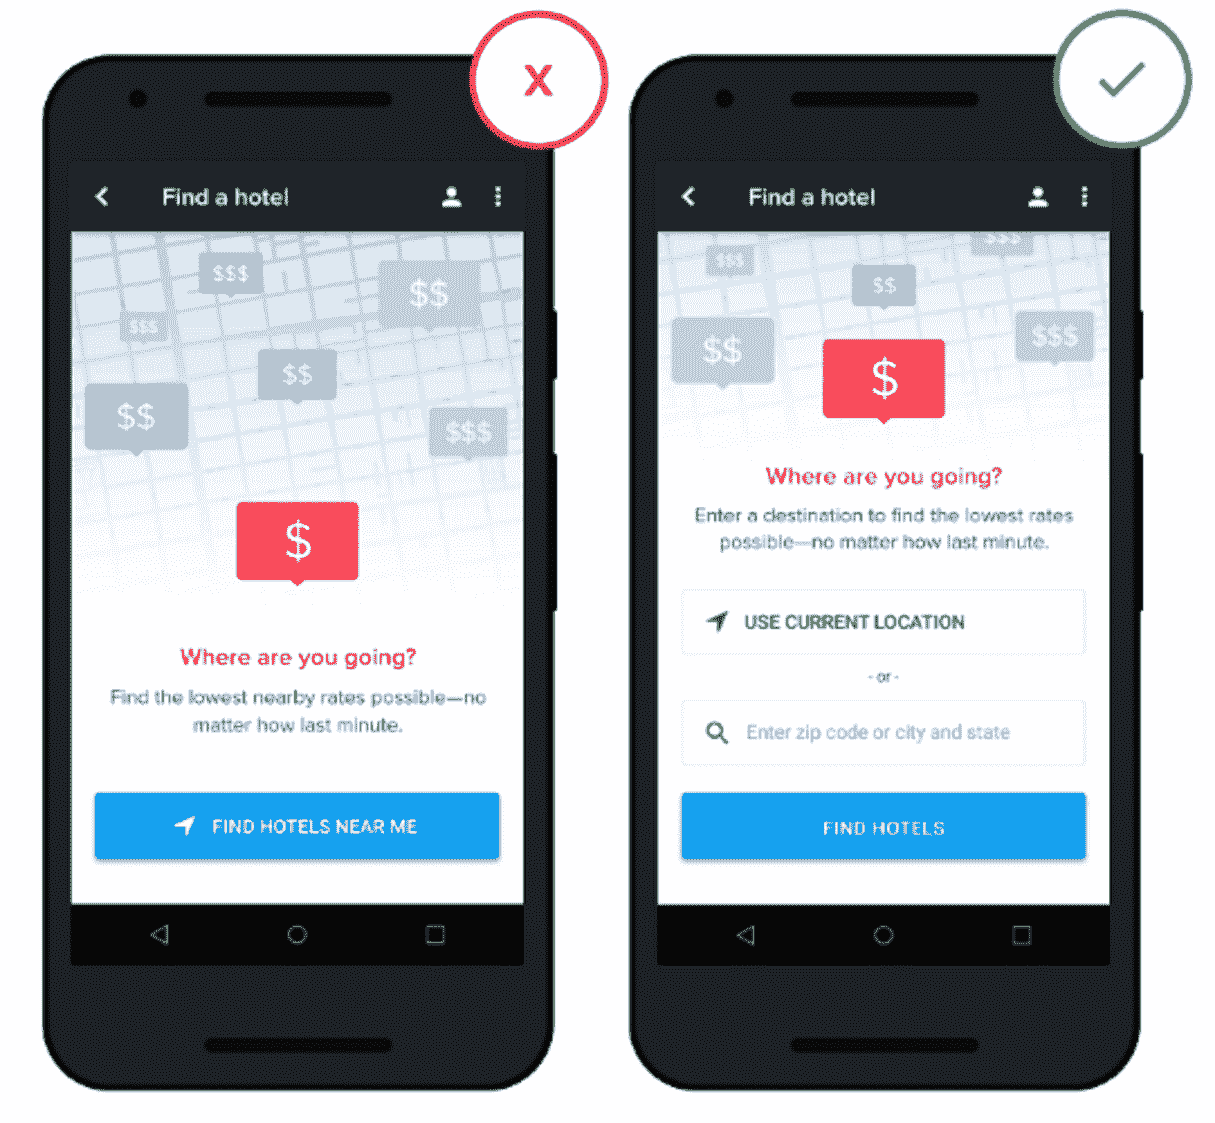 X
Find a hotel
$$$
$$
$$$
$$
$$
$$$
$
Where are you going?
Find the lowest nearby rates possible—no
matter how last minute.
FIND HOTELS NEAR ME
Find a hotel
$$$
$$$
$$
$$
$$$
$
Where are you going?
Enter a destination to find the lowest rates
possible—no matter how last minute.
USE CURRENT LOCATION
- or -
Enter zip code or city and state
FIND HOTELS